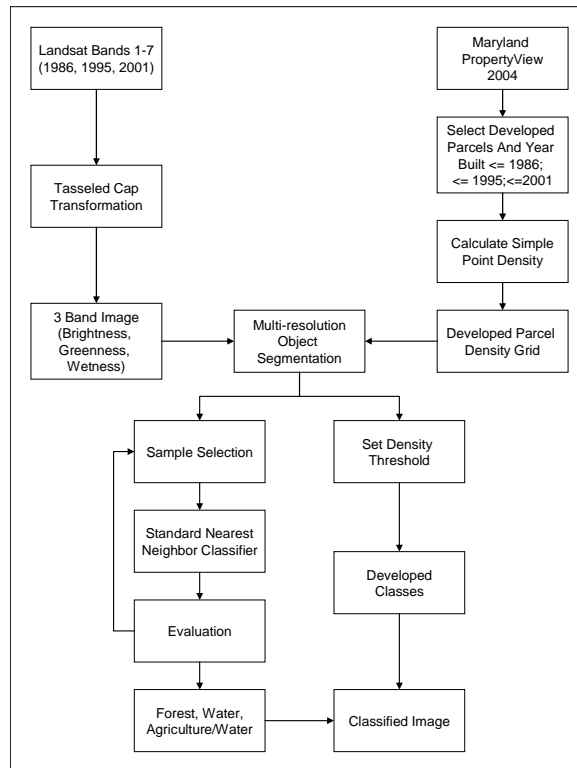 Landsat Bands 1-7
(1986, 1995, 2001)
Maryland
PropertyView
2004
Select Developed
Parcels And Year
Built <= 1986;
<= 1995;<=2001
Tasseled Cap
Transformation
Calculate Simple
Point Density
3 Band Image
(Brightness,
Greenness,
Wetness)
Multi-resolution
Object
Segmentation
Developed Parcel
Density Grid
Sample Selection
Set Density
Threshold
Standard Nearest
Neighbor Classifier
Developed
Classes
Evaluation
Forest, Water,
Agriculture/Water
Classified Image